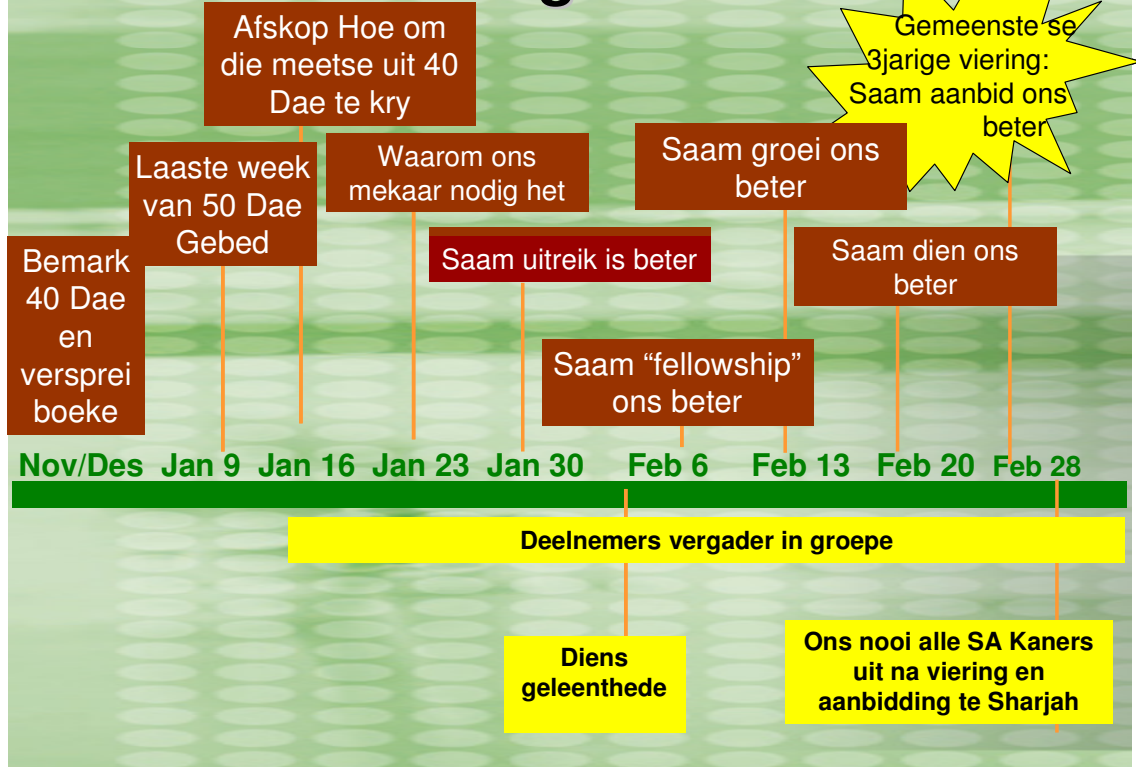 Afskop Hoe om
die meetse uit 40
Dae te kry
Gemeenste se
3jarige viering:
Saam aanbid ons
beter
Laaste week
van 50 Dae
Gebed
Waarom ons
mekaar nodig het
Saam groei ons
beter
Bemark
40 Dae
en
versprei
boeke
Saam uitreik is beter
Saam dien ons
beter
Saam “fellowship”
ons beter
Nov/Des Jan 9 Jan 16 Jan 23 Jan 30 Feb 6 Feb 13 Feb 20 Feb 28
Deelnemers vergader in groepe
Diens
geleenthede
Ons nooi alle SA Kaners
uit na viering en
aanbidding te Sharjah